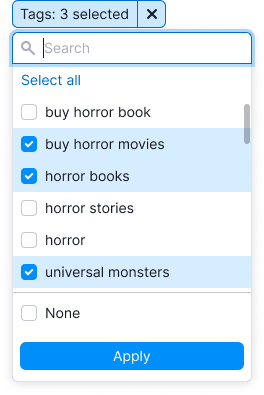 Tags: 3 selected
Search
Select all
buy horror book
buy horror movies
horror books
horror stories
horror
universal monsters
None
Apply